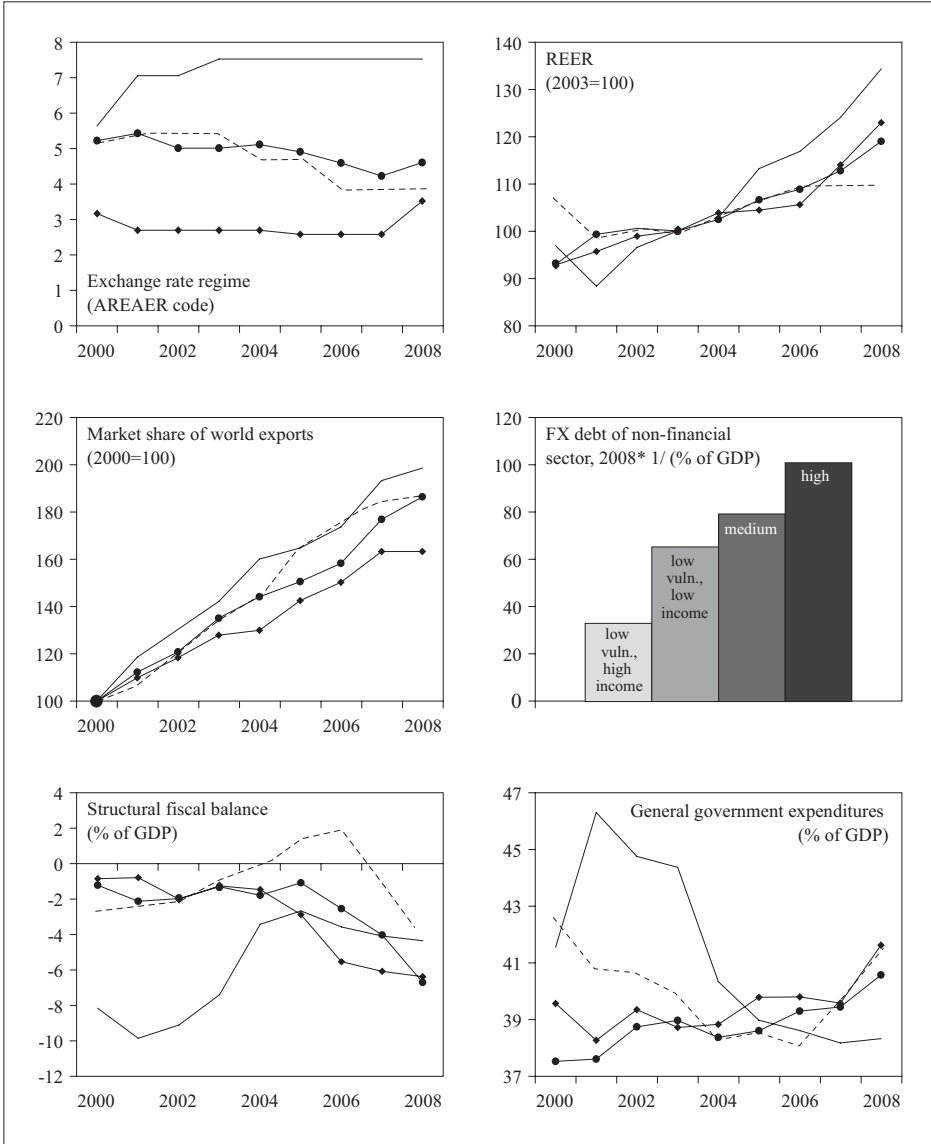 8
7
6
5
4
3
2
1
0
Exchange rate regime
(AREAER code)
2000 2002 2004 2006 2008
140
130
120
110
100
90
80
REER
(2003=100)
2000 2002 2004 2006 2008
220
200
180
160
140
120
100
Market share of world exports
(2000=100)
2000 2002 2004 2006 2008
120
100
80
60
40
20
0
FX debt of non-financial
sector, 2008* 1/ (% of GDP)
low
vuln.,
high
income
low
vuln.,
low
income
medium
high
4
2
0
-2
-4
-6
-8
-10
-12
Structural fiscal balance
(% of GDP)
2000 2002 2004 2006 2008
47
45
43
41
39
37
General government expenditures
(% of GDP)
2000 2002 2004 2006 2008